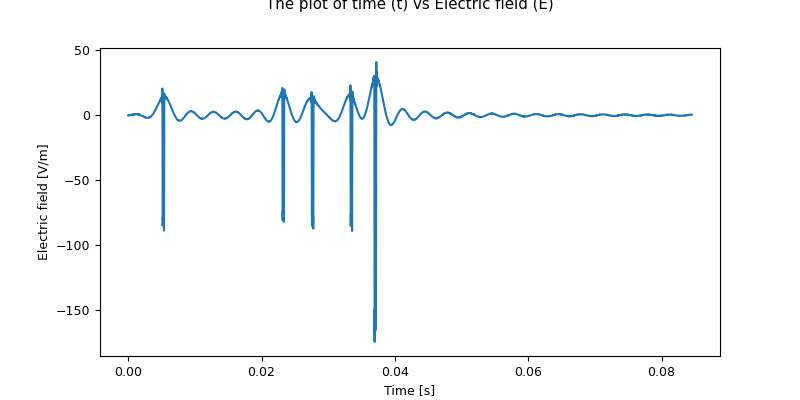 The plot of time (t) vs Electric field (E)
50
0
−50
−100
−150
Electric field [V/m]
0.00 0.02 0.04 0.06 0.08
Time [s]